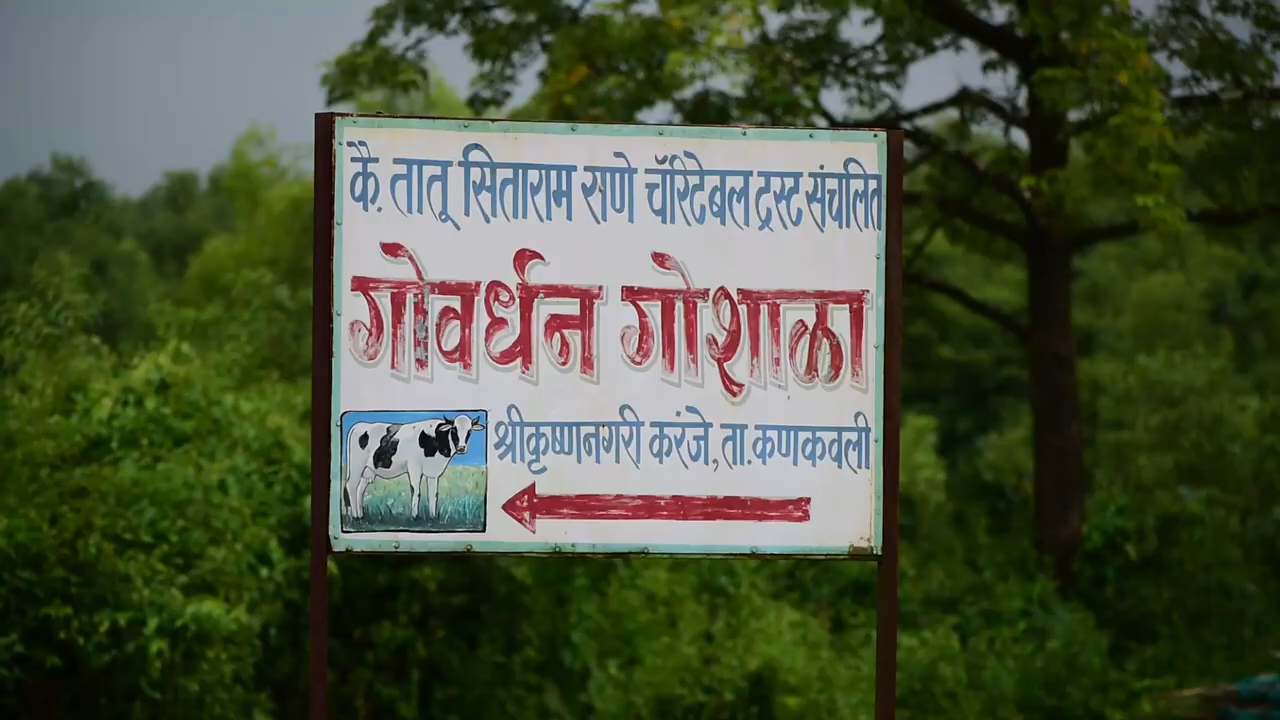 कै. तातू सिताराम राणे चॅरिटेबल ट्रस्ट संचलित
गोवर्धन गोशाळा
श्रीकृष्णनगरी करंजे, ता. कणकवली